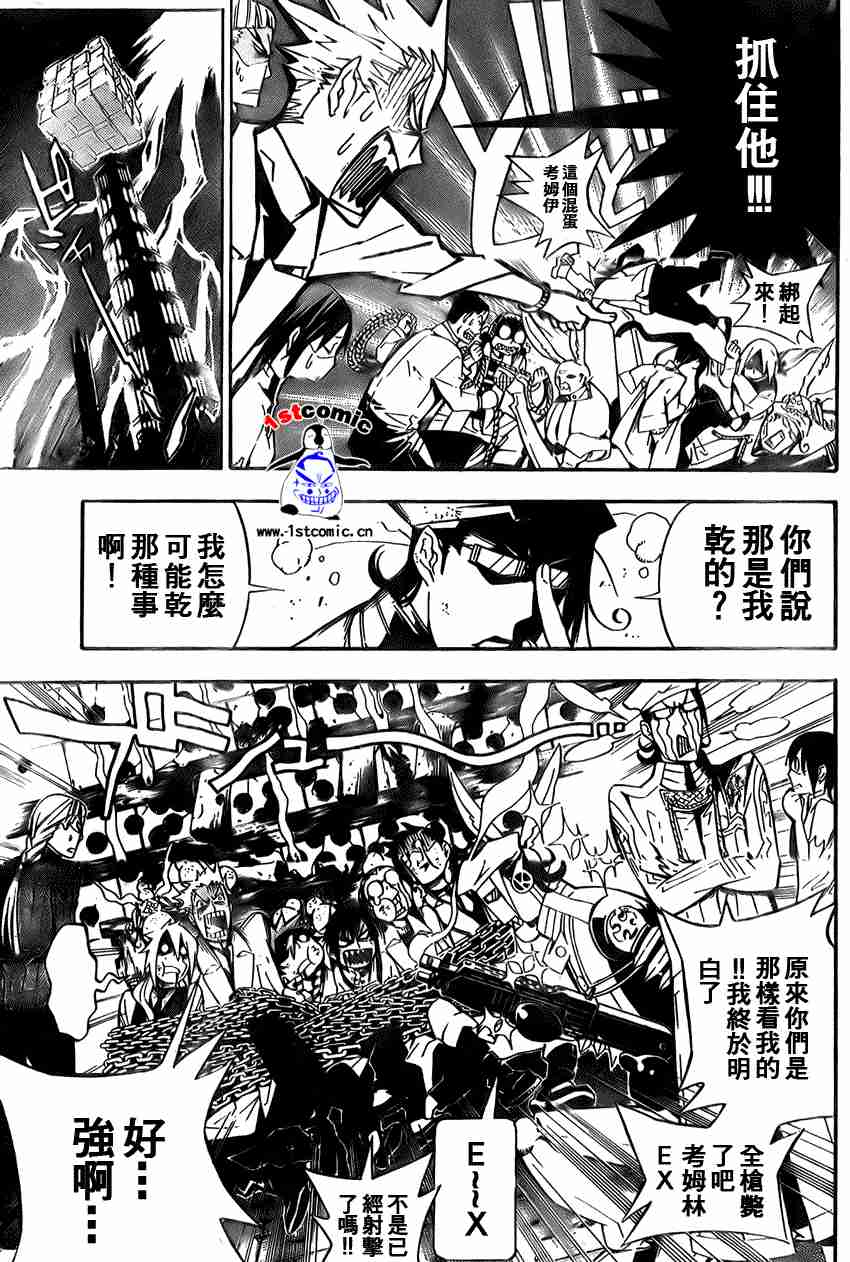 抓住他!!!
這個混蛋
考姆伊
綁起
來！
1stcomic
www.1stcomic.cn
你們說
那是我
乾的？
我怎麼
可能乾
那種事
啊！
原來你們是
那樣看我的
!!我終於明
白了
全槍斃
了吧
考姆林
EX
E~~X
不是已
經射擊
了嗎!!
好…
強啊…